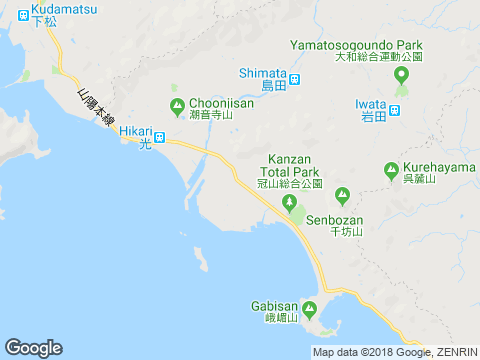 Kudamatsu
下松
Yamatosogoundo Park
大和総合運動公園
Shimata
島田
山陽本線
Choonjisan
潮音寺山
Iwata
岩田
Hikari
光
Kanzan
Total Park
冠山総合公園
Kurehayama
呉麓山
Senbozan
千坊山
Gabisan
峨嵋山
Google
Map data ©2018 Google, ZENRIN